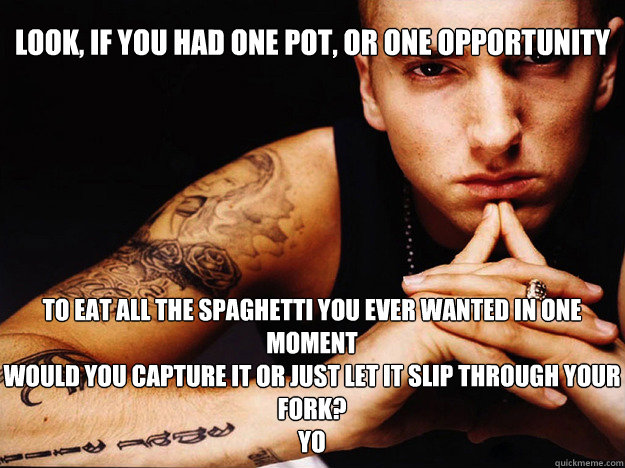 LOOK, IF YOU HAD ONE POT, OR ONE OPPORTUNITY
TO EAT ALL THE SPAGHETTI YOU EVER WANTED IN ONE
MOMENT
WOULD YOU CAPTURE IT OR JUST LET IT SLIP THROUGH YOUR
FORK?
YO
quickmeme.com